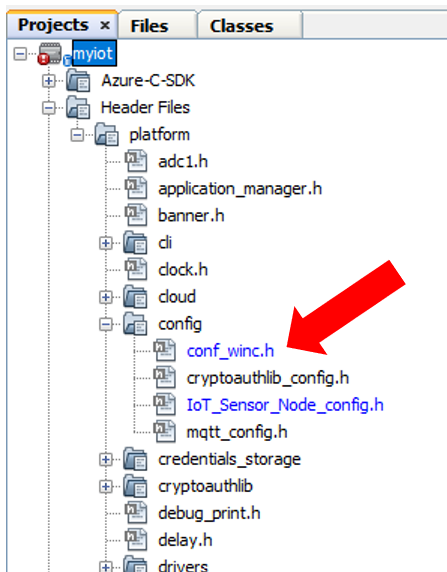 Projects × Files Classes
myiot
Azure-C-SDK
Header Files
platform
adc1.h
application_manager.h
banner.h
cli
clock.h
cloud
config
conf_winc.h
cryptoauthlib_config.h
IoT_Sensor_Node_config.h
mqtt_config.h
credentials_storage
cryptoauthlib
debug_print.h
delay.h
drivers